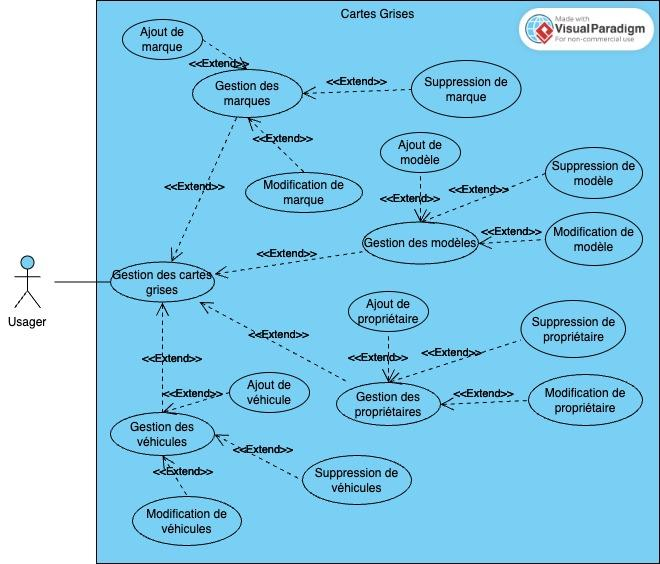 Cartes Grises
Made with
VisualParadigm
For non-commercial use
Ajout de
marque
<<Extend>>
Gestion des
marques
<<Extend>>
Suppression de
marque
<<Extend>>
Modification de
marque
<<Extend>>
Ajout de
modèle
<<Extend>>
<<Extend>>
Suppression de
modèle
Gestion des modèles
<<Extend>>
Modification de
modèle
<<Extend>>
Gestion des cartes
grises
Usager
Ajout de
propriétaire
<<Extend>>
<<Extend>>
<<Extend>>
Suppression de
propriétaire
Gestion des
propriétaires
<<Extend>>
Modification de
propriétaire
<<Extend>>
<<Extend>>
Ajout de
véhicule
Gestion des
véhicules
<<Extend>>
<<Extend>>
Suppression de
véhicules
Modification de
véhicules